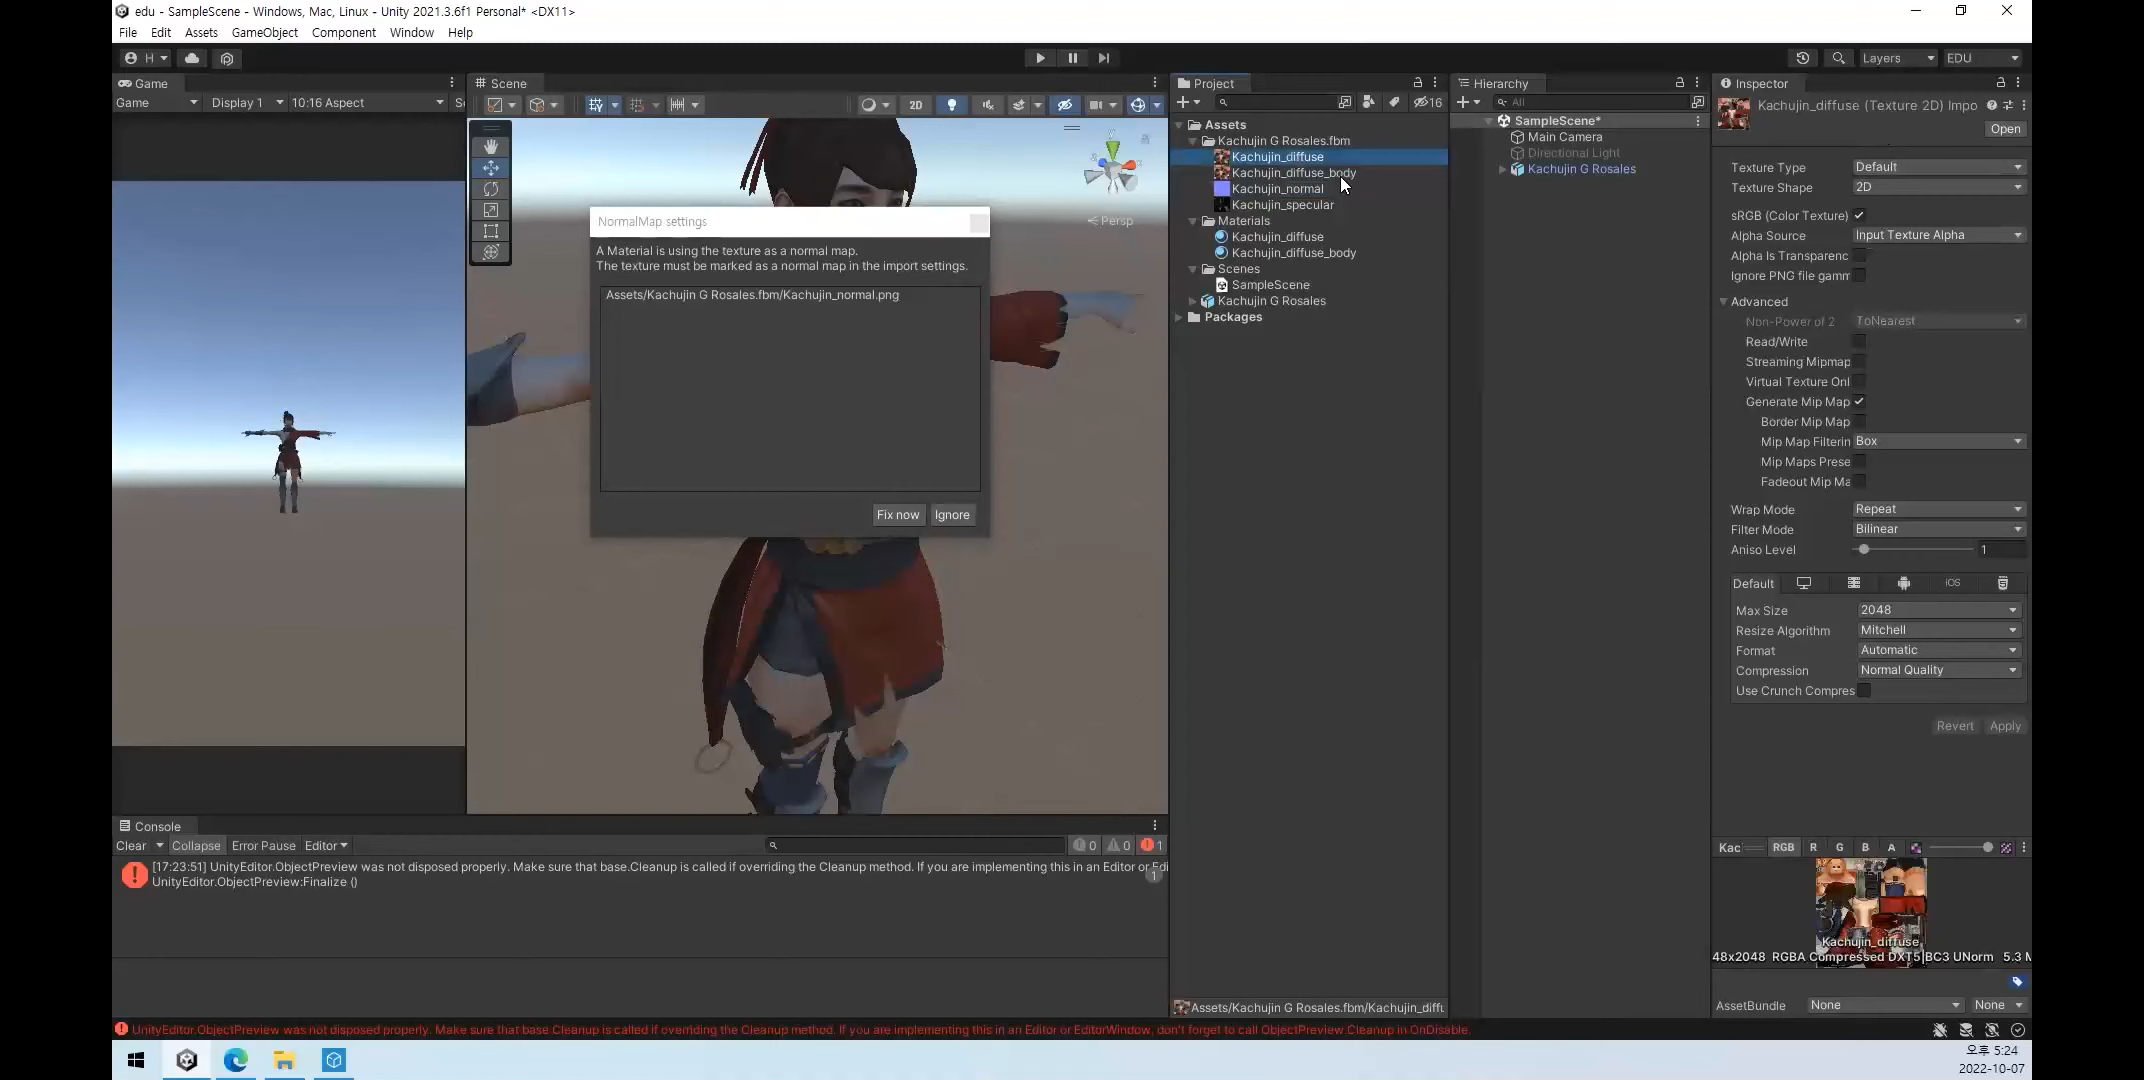 edu - SampleScene - Windows, Mac, Linux - Unity 2021.3.6f1 Personal* <DX11>
File Edit Assets GameObject Component Window Help
H Layers EDU
Game
Game Display 1 10:16 Aspect
Scene
2D
Persp
NormalMap settings
A Material is using the texture as a normal map.
The texture must be marked as a normal map in the import settings.
Assets/Kachujin G Rosales.fbm/Kachujin_normal.png
Fix now Ignore
Project
16
Assets
Kachujin G Rosales.fbm
Kachujin_diffuse
Kachujin_diffuse_body
Kachujin_normal
Kachujin_specular
Materials
Kachujin_diffuse
Kachujin_diffuse_body
Scenes
SampleScene
Kachujin G Rosales
Packages
Assets/Kachujin G Rosales.fbm/Kachujin_diffu
Hierarchy
All
SampleScene*
Main Camera
Directional Light
Kachujin G Rosales
Inspector
Kachujin_diffuse (Texture 2D) Impo
Open
Texture Type Default
Texture Shape 2D
sRGB (Color Texture)
Alpha Source Input Texture Alpha
Alpha Is Transparenc
Ignore PNG file gamm
Advanced
Non-Power of 2 ToNearest
Read/Write
Streaming Mipmap
Virtual Texture Onl
Generate Mip Map
Border Mip Map
Mip Map Filterin Box
Mip Maps Prese
Fadeout Mip Ma
Wrap Mode Repeat
Filter Mode Bilinear
Aniso Level 1
Default iOS
Max Size 2048
Resize Algorithm Mitchell
Format Automatic
Compression Normal Quality
Use Crunch Compres
Revert Apply
Kac RGB R G B A
Kachujin_diffuse
48x2048 RGBA Compressed DXT5|BC3 UNorm 5.3 M
AssetBundle None None
Console
Clear Collapse Error Pause Editor 0 0 1
[17:23:51] UnityEditor.ObjectPreview was not disposed properly. Make sure that base.Cleanup is called if overriding the Cleanup method. If you are implementing this in an Editor or Edi
UnityEditor.ObjectPreview:Finalize ()
1
UnityEditor.ObjectPreview was not disposed properly. Make sure that base.Cleanup is called if overriding the Cleanup method. If you are implementing this in an Editor or EditorWindow, don't forget to call ObjectPreview.Cleanup in OnDisable.
오후 5:24
2022-10-07